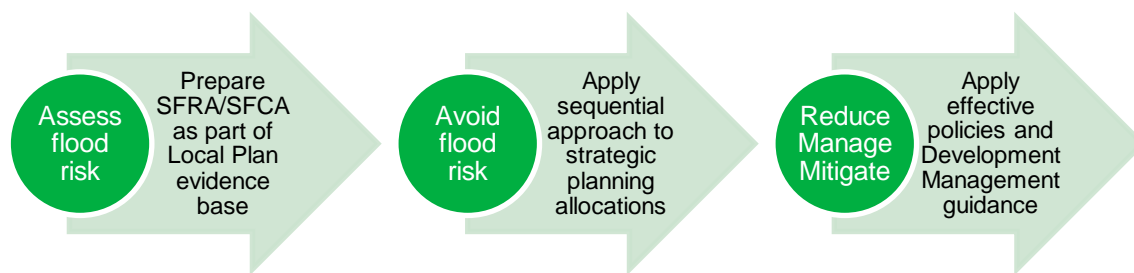 Assess
flood
risk
Prepare
SFRA/SFCA
as part of
Local Plan
evidence
base
Avoid
flood
risk
Apply
sequential
approach to
strategic
planning
allocations
Reduce
Manage
Mitigate
Apply
effective
policies and
Development
Management
guidance